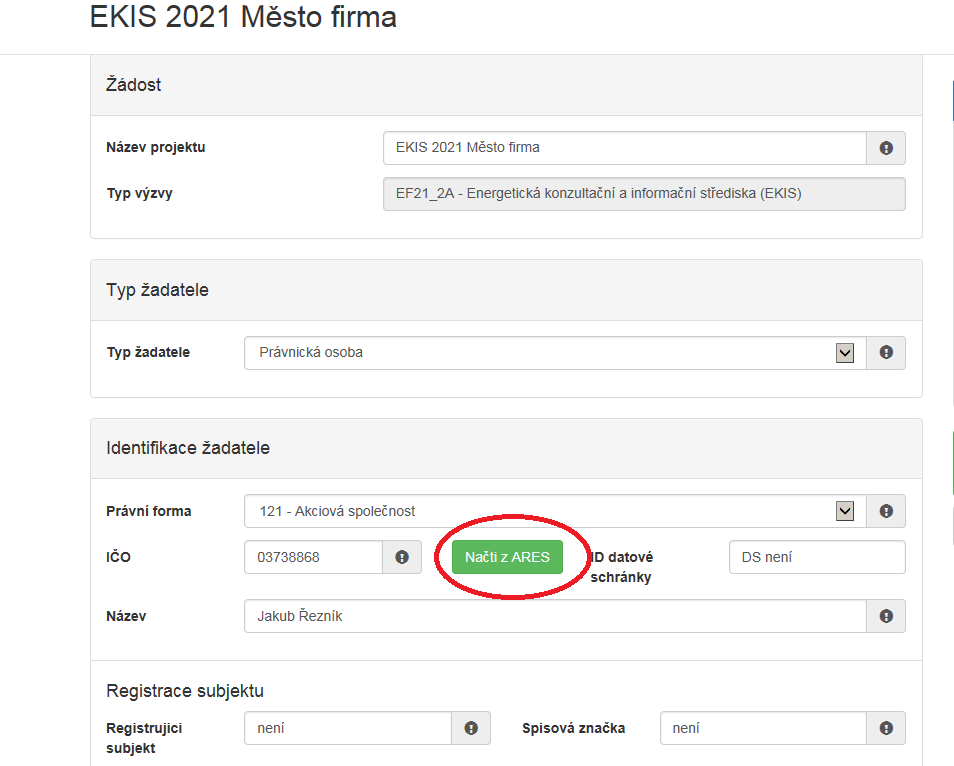 EKIS 2021 Město firma
Žádost
Název projektu EKIS 2021 Město firma
Typ výzvy EF21_2A - Energetická konzultační a informační střediska (EKIS)
Typ žadatele
Typ žadatele Právnická osoba
Identifikace žadatele
Právní forma 121 - Akciová společnost
IČO 03738868 Načti z ARES ID datové schránky DS není
Název Jakub Řezník
Registrace subjektu
Registrující subjekt není Spisová značka není